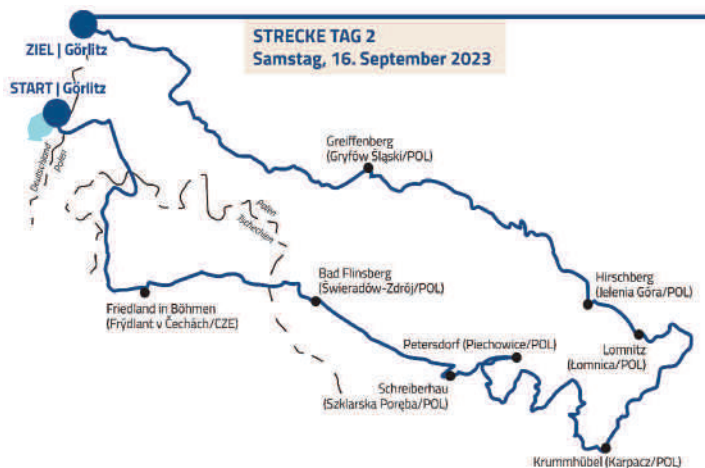 STRECKE TAG 2
Samstag, 16. September 2023
ZIEL | Görlitz
START | Görlitz
Deutschland
Polen
Greiffenberg
(Gryfów Śląski/POL)
Polen
Tschechien
Friedland in Böhmen
(Frýdlant v Čechách/CZE)
Bad Flinsberg
(Świeradów-Zdrój/POL)
Hirschberg
(Jelenia Góra/POL)
Lomnitz
(Łomnica/POL)
Petersdorf (Piechowice/POL)
Schreiberhau
(Szklarska Poręba/POL)
Krummhübel (Karpacz/POL)